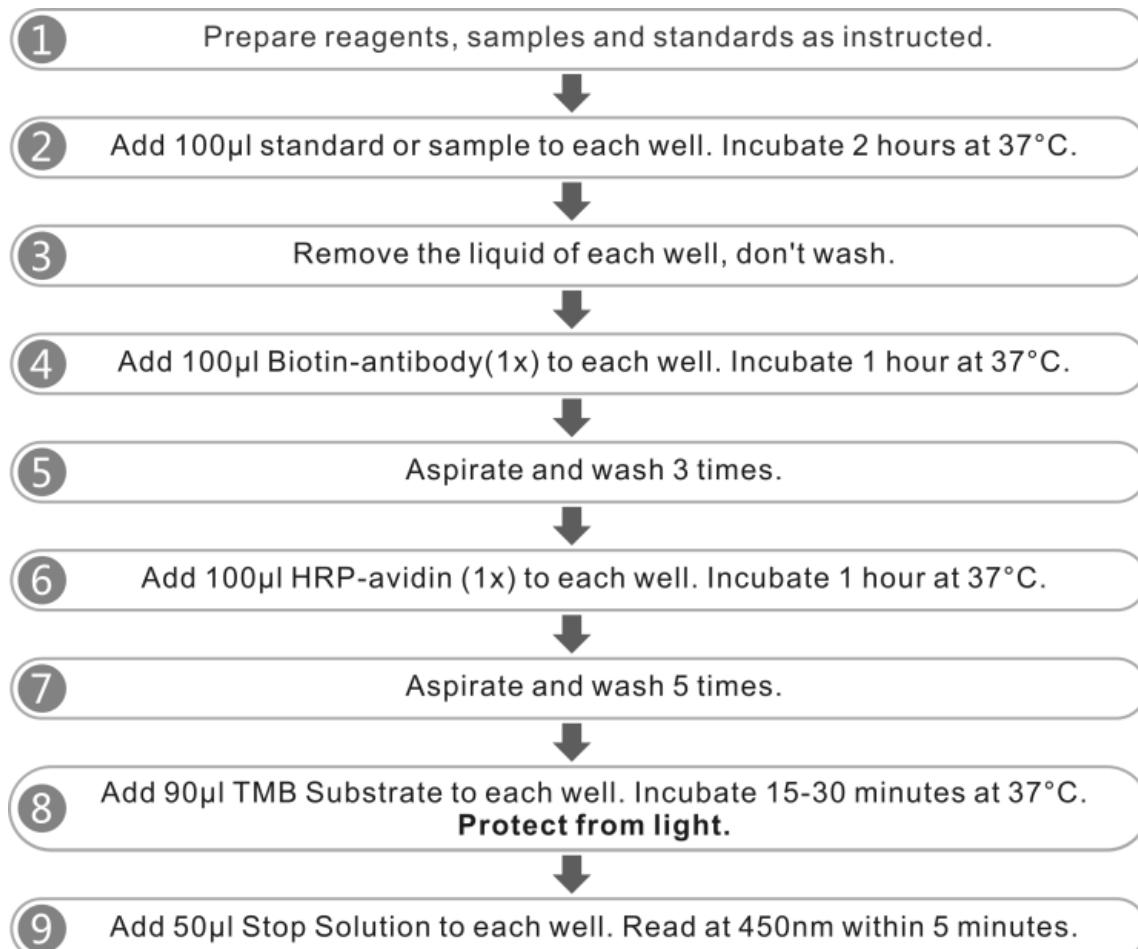 1 Prepare reagents, samples and standards as instructed.
2 Add 100μl standard or sample to each well. Incubate 2 hours at 37°C.
3 Remove the liquid of each well, don't wash.
4 Add 100μl Biotin-antibody(1x) to each well. Incubate 1 hour at 37°C.
5 Aspirate and wash 3 times.
6 Add 100μl HRP-avidin (1x) to each well. Incubate 1 hour at 37°C.
7 Aspirate and wash 5 times.
8 Add 90μl TMB Substrate to each well. Incubate 15-30 minutes at 37°C.
Protect from light.
9 Add 50μl Stop Solution to each well. Read at 450nm within 5 minutes.